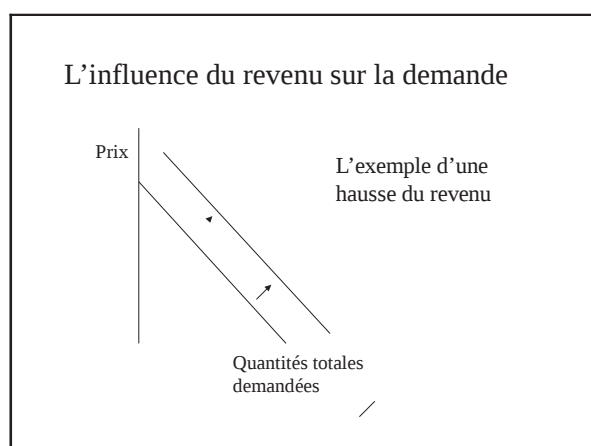 L’influence du revenu sur la demande
Prix
L’exemple d’une
hausse du revenu
Quantités totales
demandées